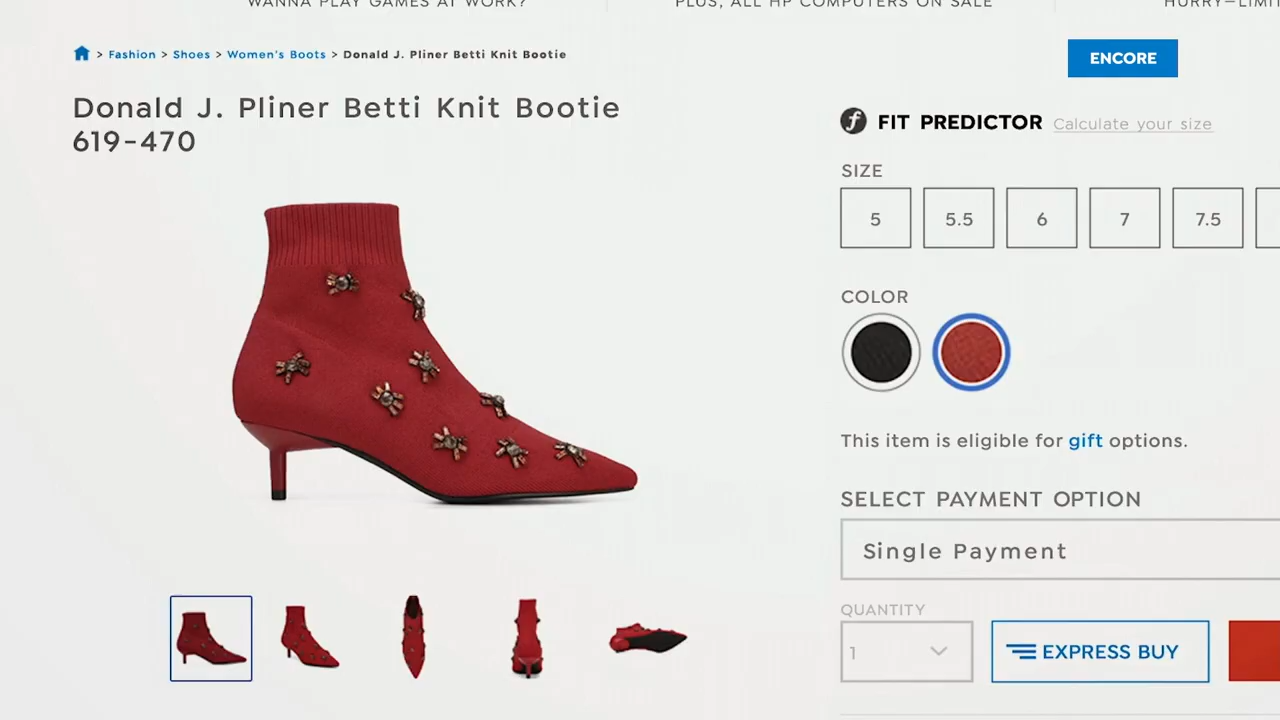 WANNA PLAY GAMES AT WORK?
PLUS, ALL HP COMPUTERS ON SALE
> Fashion > Shoes > Women's Boots > Donald J. Pliner Betti Knit Bootie
ENCORE
Donald J. Pliner Betti Knit Bootie
619-470
FIT PREDICTOR Calculate your size
SIZE
5 5.5 6 7 7.5
COLOR
This item is eligible for gift options.
SELECT PAYMENT OPTION
Single Payment
QUANTITY
1
EXPRESS BUY